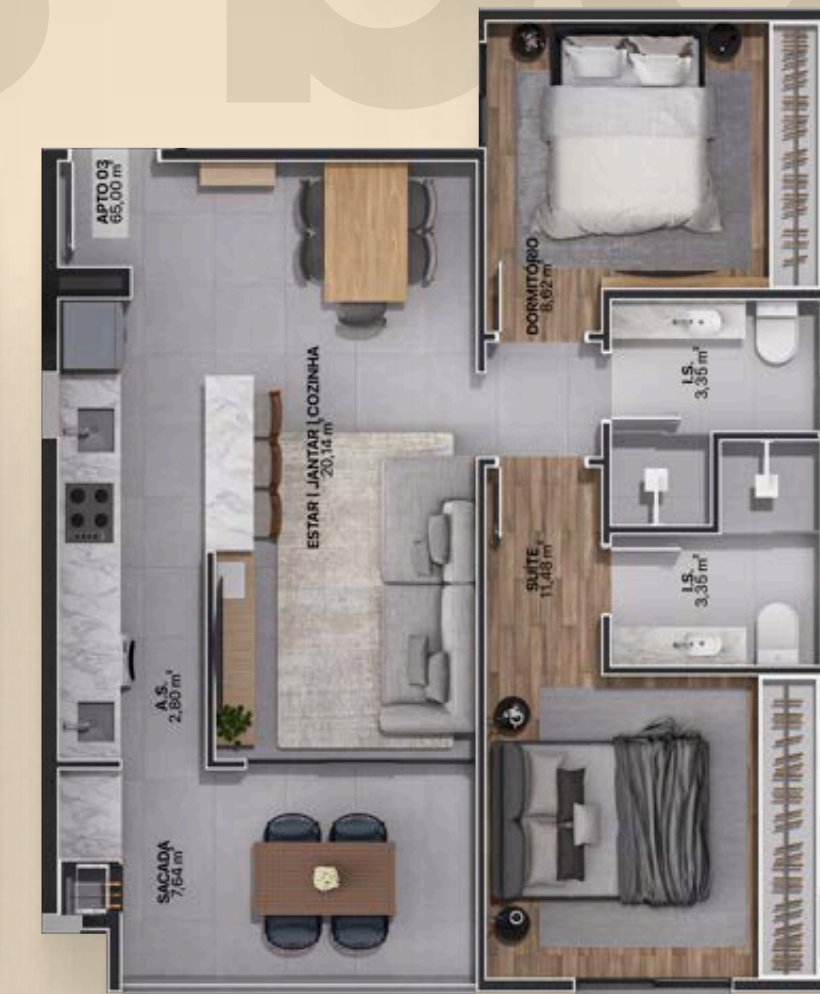 APTO 03
65,00 m²
DORMITÓRIO
8,62 m²
I.S.
3,35 m²
ESTAR | JANTAR | COZINHA
20,14 m²
SUÍTE
11,48 m²
I.S.
3,35 m²
A.S.
2,80 m²
SACADA
7,64 m²